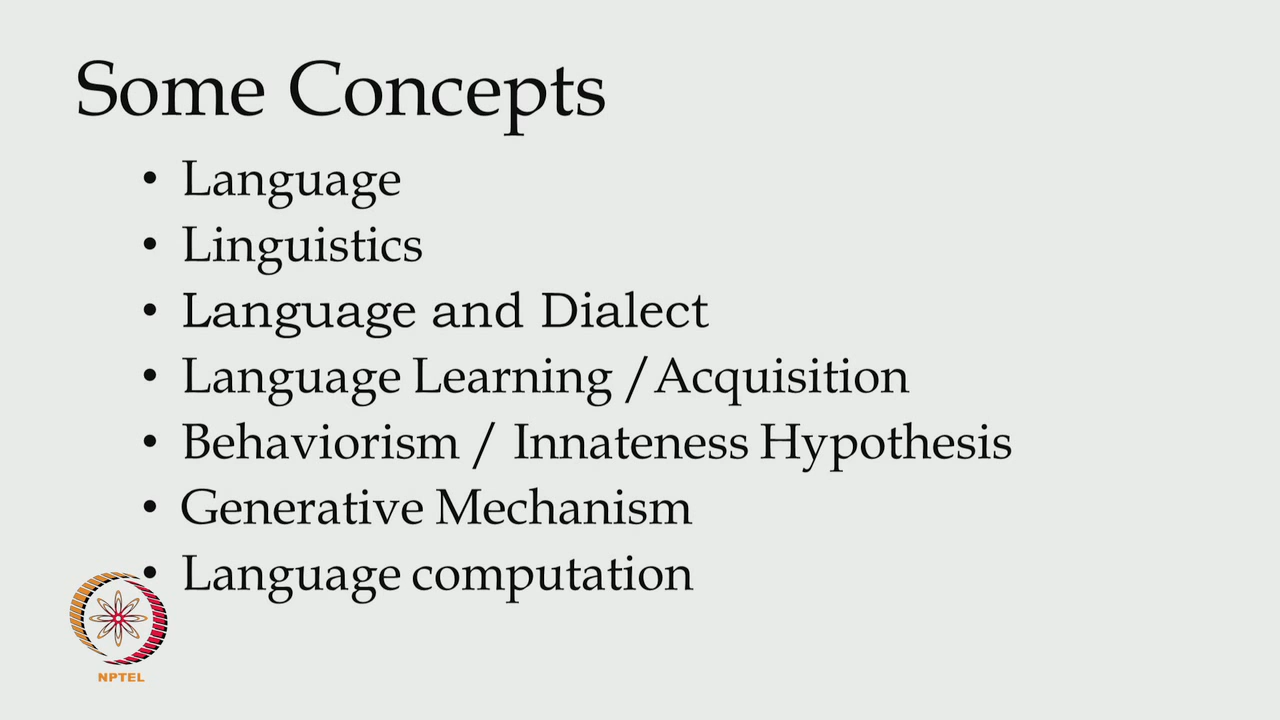 Some Concepts
• Language
• Linguistics
• Language and Dialect
• Language Learning /Acquisition
• Behaviorism / Innateness Hypothesis
• Generative Mechanism
• Language computation
NPTEL